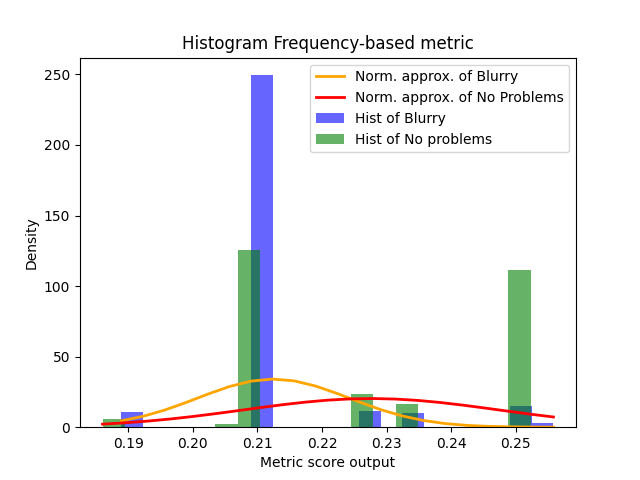 Histogram Frequency-based metric
Norm. approx. of Blurry
Norm. approx. of No Problems
Hist of Blurry
Hist of No problems
250
200
150
100
50
0
Density
0.19 0.20 0.21 0.22 0.23 0.24 0.25
Metric score output